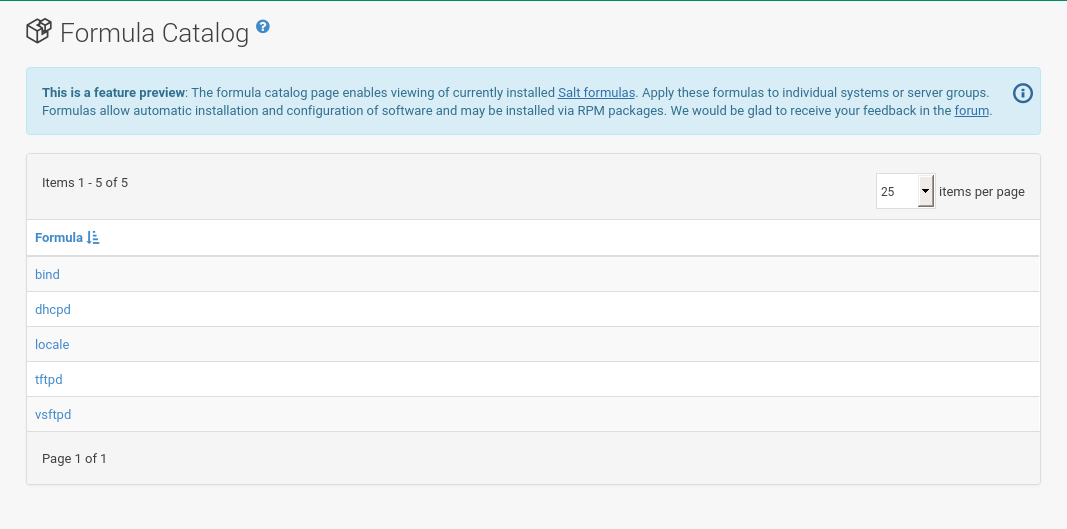 Formula Catalog ?
This is a feature preview: The formula catalog page enables viewing of currently installed Salt formulas. Apply these formulas to individual systems or server groups.
Formulas allow automatic installation and configuration of software and may be installed via RPM packages. We would be glad to receive your feedback in the forum.
Items 1 - 5 of 5
25 items per page
Formula
bind
dhcpd
locale
tftpd
vsftpd
Page 1 of 1